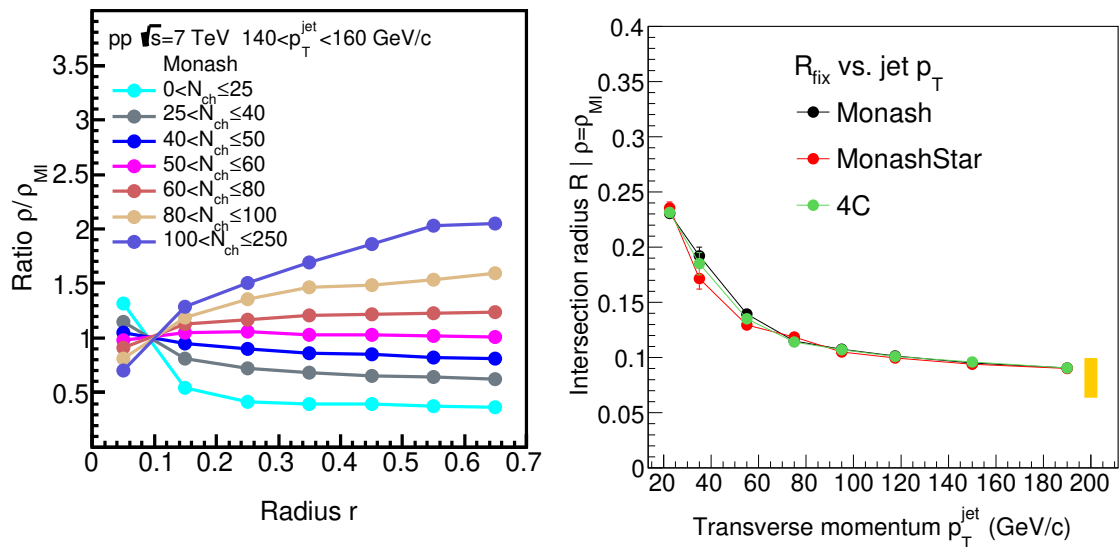 pp √s=7 TeV 140<p_T^jet<160 GeV/c
Monash
0<N_ch≤25
25<N_ch≤40
40<N_ch≤50
50<N_ch≤60
60<N_ch≤80
80<N_ch≤100
100<N_ch≤250
Ratio ρ/ρ_MI
3.5
3
2.5
2
1.5
1
0.5
0 0.1 0.2 0.3 0.4 0.5 0.6 0.7
Radius r
R_fix vs. jet p_T
Monash
MonashStar
4C
Intersection radius R | ρ=ρ_MI
0.4
0.35
0.3
0.25
0.2
0.15
0.1
0.05
0
20 40 60 80 100 120 140 160 180 200
Transverse momentum p_T^jet (GeV/c)